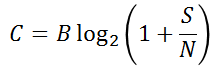 C = B log₂ (1 + S/N)